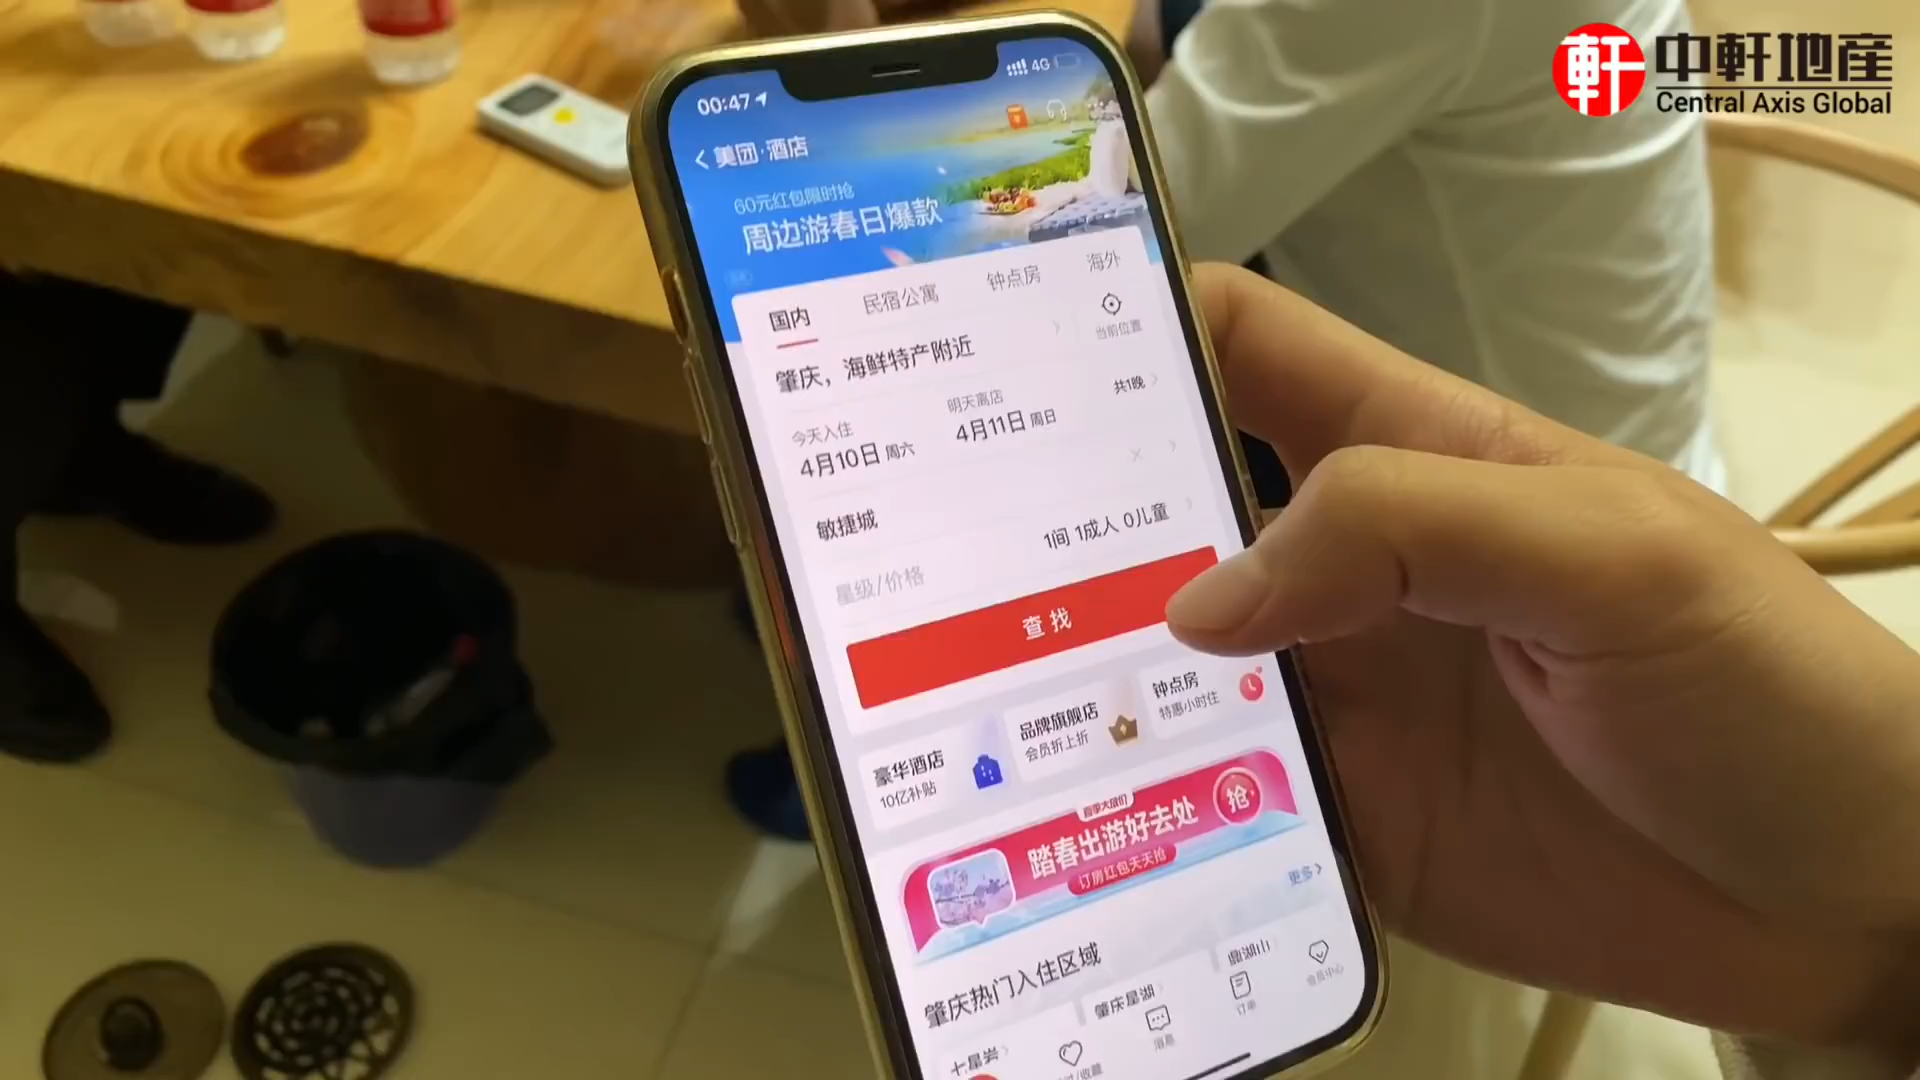 軒 中軒地産
Central Axis Global
00:47 4G
美团·酒店
60元红包限时抢
周边游春日爆款
国内 民宿公寓 钟点房 海外
肇庆，海鲜特产附近 当前位置
今天入住 明天离店
4月10日 周六 4月11日 周日 共1晚
敏捷城
星级/价格 1间 1成人 0儿童
查找
豪华酒店
10亿补贴
品牌旗舰店
会员折上折
钟点房
特惠小时住
踏春出游好去处
抢
订房红包天天抢
更多
肇庆热门入住区域
七星岩 肇庆星湖 鼎湖山
消息 订单 会员中心